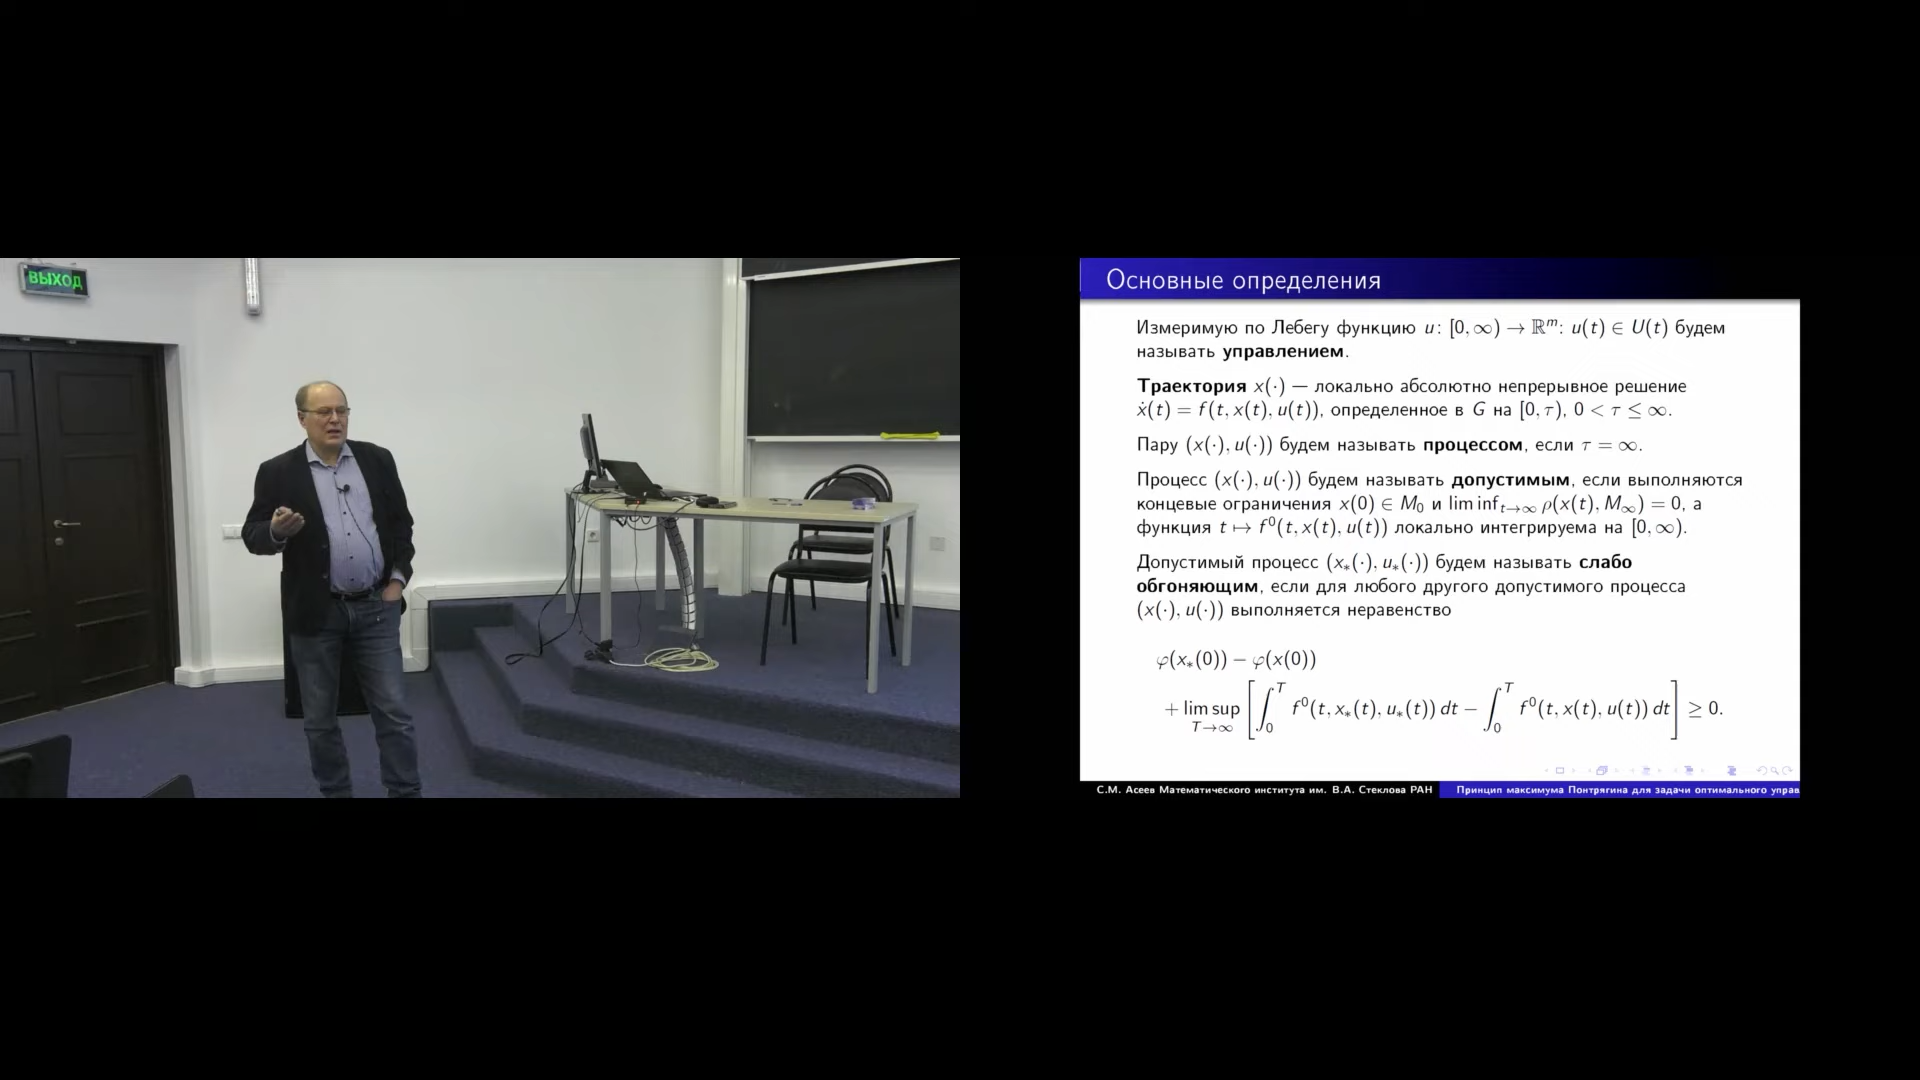 ВЫХОД
Основные определения
Измеримую по Лебегу функцию u: [0, ∞) → ℝᵐ: u(t) ∈ U(t) будем
называть управлением.
Траектория x(·) — локально абсолютно непрерывное решение
ẋ(t) = f(t, x(t), u(t)), определенное в G на [0, τ), 0 < τ ≤ ∞.
Пару (x(·), u(·)) будем называть процессом, если τ = ∞.
Процесс (x(·), u(·)) будем называть допустимым, если выполняются
концевые ограничения x(0) ∈ M₀ и lim inf_{t→∞} ρ(x(t), M_∞) = 0, а
функция t ↦ f⁰(t, x(t), u(t)) локально интегрируема на [0, ∞).
Допустимый процесс (x_*(·), u_*(·)) будем называть слабо
обгоняющим, если для любого другого допустимого процесса
(x(·), u(·)) выполняется неравенство
φ(x_*(0)) − φ(x(0))
+ lim sup_{T→∞} [∫₀ᵀ f⁰(t, x_*(t), u_*(t)) dt − ∫₀ᵀ f⁰(t, x(t), u(t)) dt] ≥ 0.
С.М. Асеев Математического института им. В.А. Стеклова РАН Принцип максимума Понтрягина для задачи оптимального управ